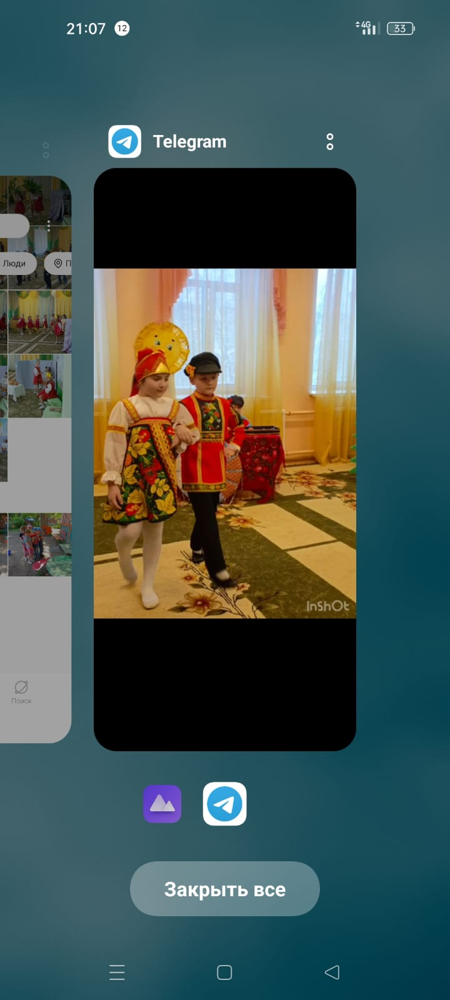 21:07 12
4G 33
Telegram
Люди
П
InShOt
Поиск
Закрыть все